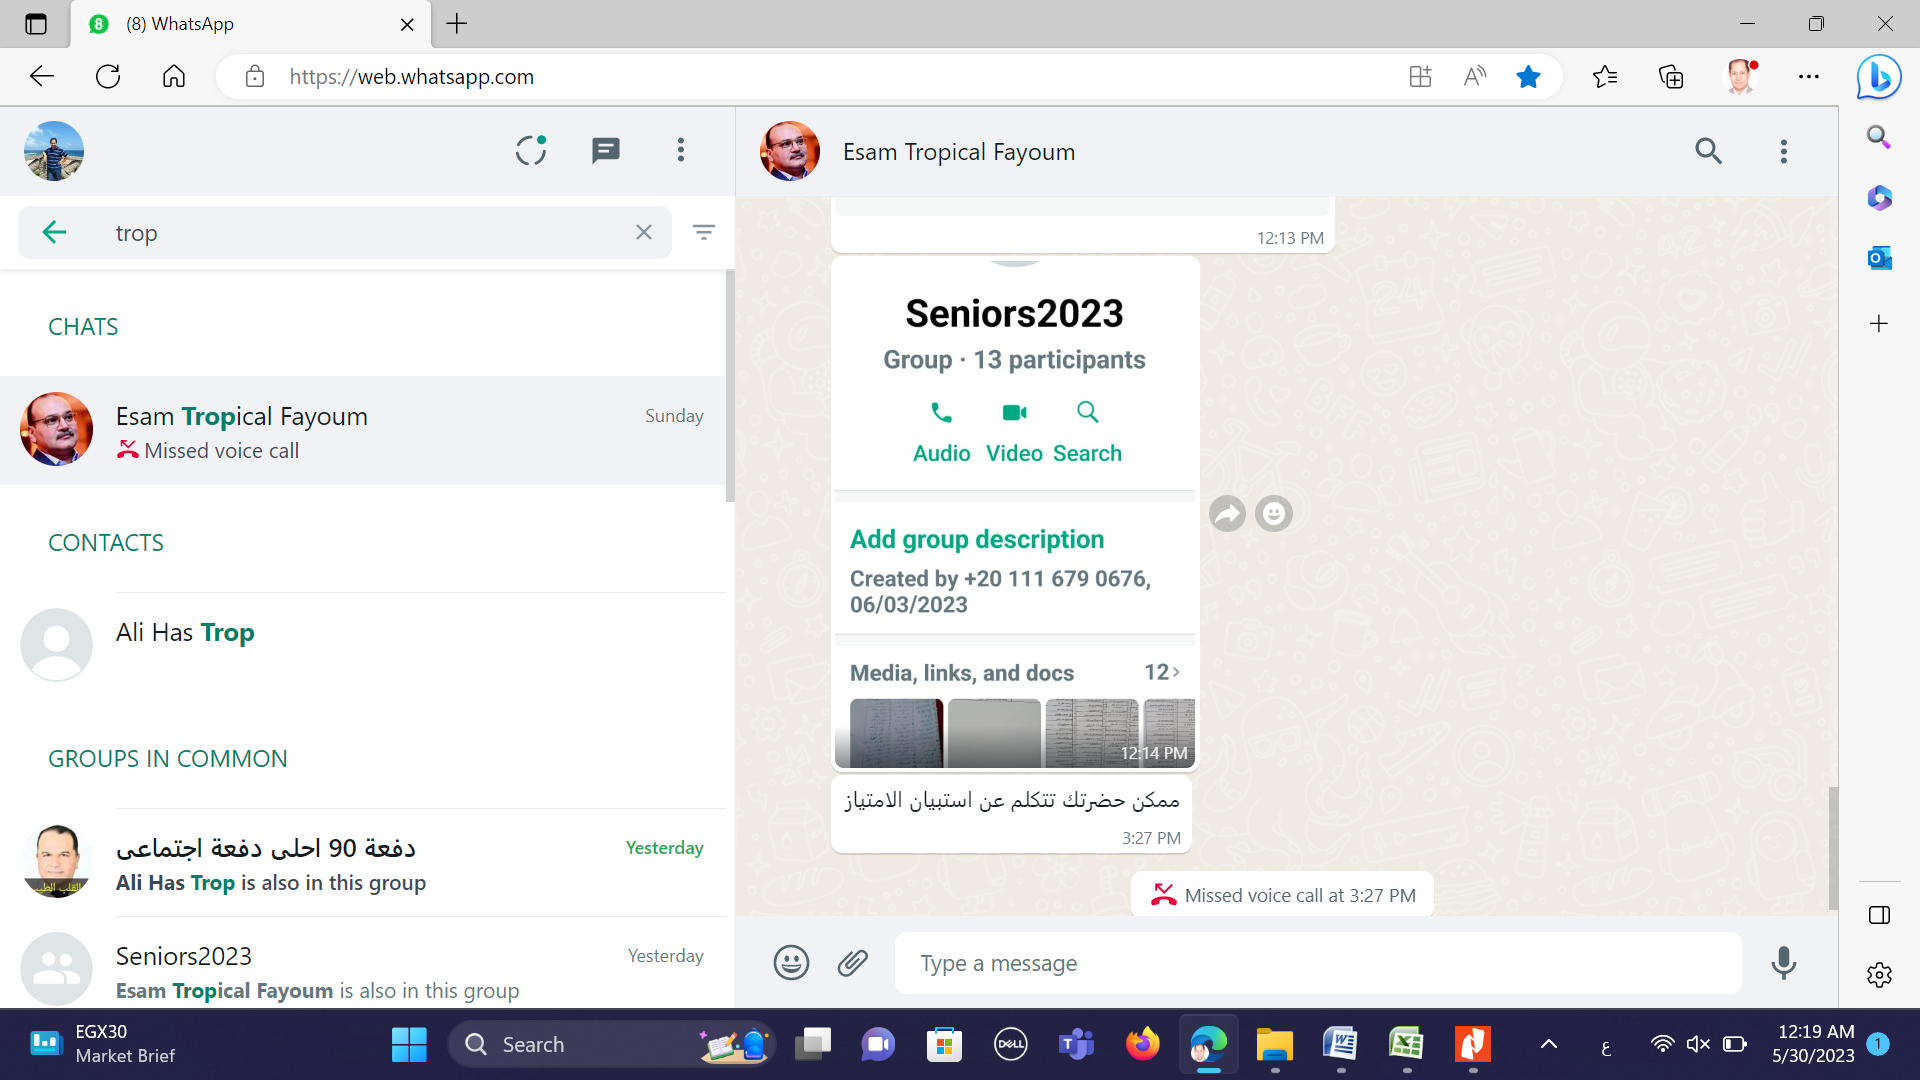 (8) WhatsApp
https://web.whatsapp.com
trop
CHATS
Esam Tropical Fayoum
Sunday
Missed voice call
CONTACTS
Ali Has Trop
GROUPS IN COMMON
دفعة 90 احلى دفعة اجتماعى
Yesterday
Ali Has Trop is also in this group
Seniors2023
Yesterday
Esam Tropical Fayoum is also in this group
Esam Tropical Fayoum
12:13 PM
Seniors2023
Group · 13 participants
Audio Video Search
Add group description
Created by +20 111 679 0676,
06/03/2023
Media, links, and docs 12
12:14 PM
ممكن حضرتك تتكلم عن استبيان الامتياز
3:27 PM
Missed voice call at 3:27 PM
Type a message
EGX30
Market Brief
Search
DELL
ع
12:19 AM
5/30/2023
1